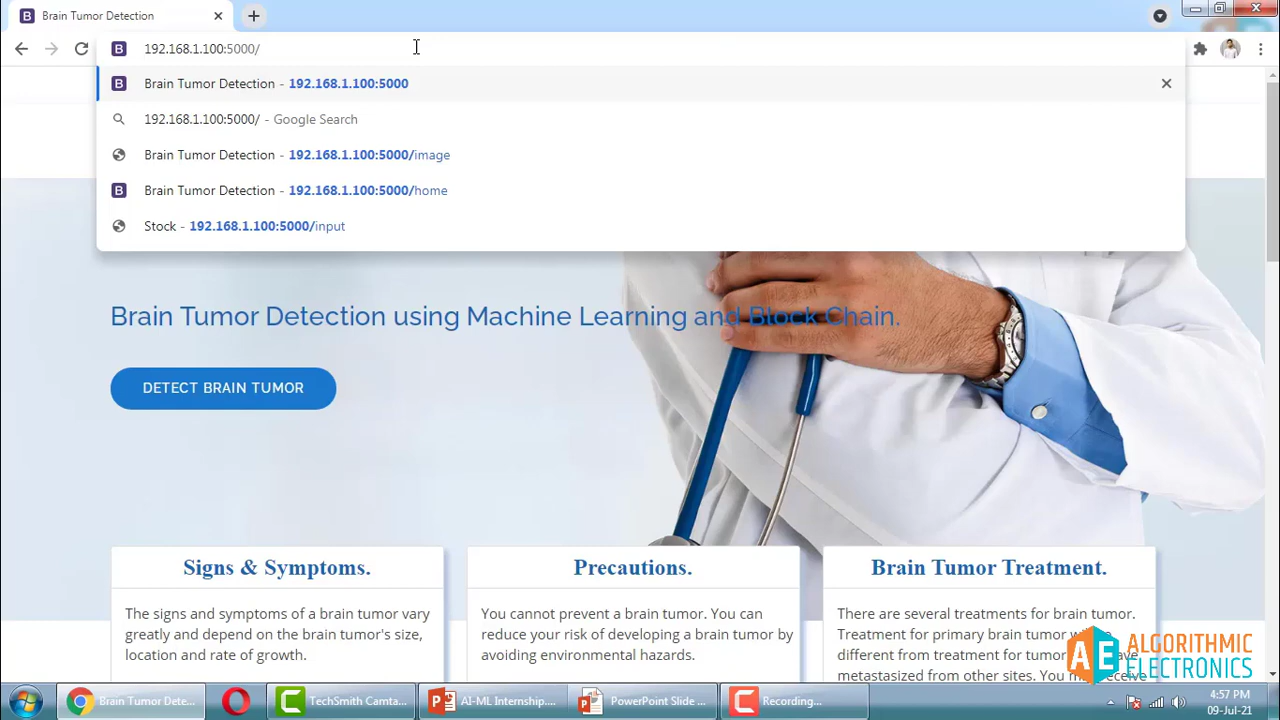 Brain Tumor Detection
192.168.1.100:5000/
Brain Tumor Detection - 192.168.1.100:5000
192.168.1.100:5000/ - Google Search
Brain Tumor Detection - 192.168.1.100:5000/image
Brain Tumor Detection - 192.168.1.100:5000/home
Stock - 192.168.1.100:5000/input
Brain Tumor Detection using Machine Learning and Block Chain.
DETECT BRAIN TUMOR
Signs & Symptoms.
The signs and symptoms of a brain tumor vary
greatly and depend on the brain tumor's size,
location and rate of growth.
Precautions.
You cannot prevent a brain tumor. You can
reduce your risk of developing a brain tumor by
avoiding environmental hazards.
Brain Tumor Treatment.
There are several treatments for brain tumor.
Treatment for primary brain tumor
different from treatment for tumor
metastasized from other sites. You may receive
ALGORITHMIC
ELECTRONICS
Brain Tumor Dete...
TechSmith Camta...
AI-ML Internship....
PowerPoint Slide ...
Recording...
4:57 PM
09-Jul-21